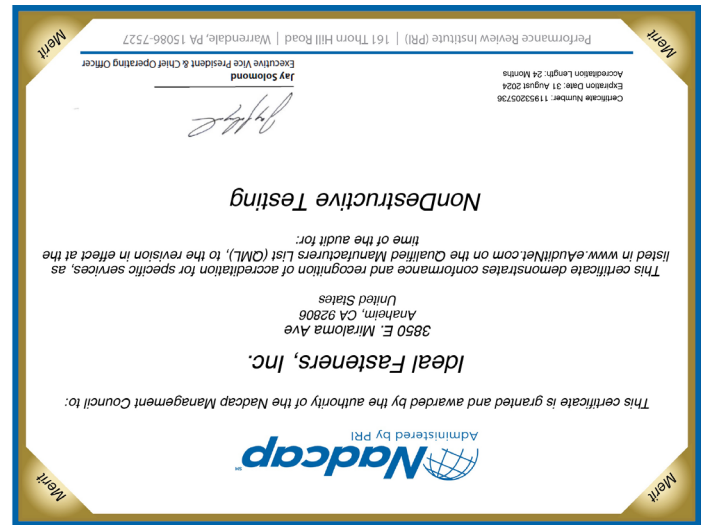 Merit
Merit
Nadcap℠
Administered by PRI
This certificate is granted and awarded by the authority of the Nadcap Management Council to:
Ideal Fasteners, Inc.
3850 E. Miraloma Ave
Anaheim, CA 92806
United States
This certificate demonstrates conformance and recognition of accreditation for specific services, as
listed in www.eAuditNet.com on the Qualified Manufacturers List (QML), to the revision in effect at the
time of the audit for:
NonDestructive Testing
Certificate Number: 11953205736
Expiration Date: 31 August 2024
Accreditation Length: 24 Months
Jay Solomond
Executive Vice President & Chief Operating Officer
Performance Review Institute (PRI) | 161 Thorn Hill Road | Warrendale, PA 15086-7527
Merit
Merit